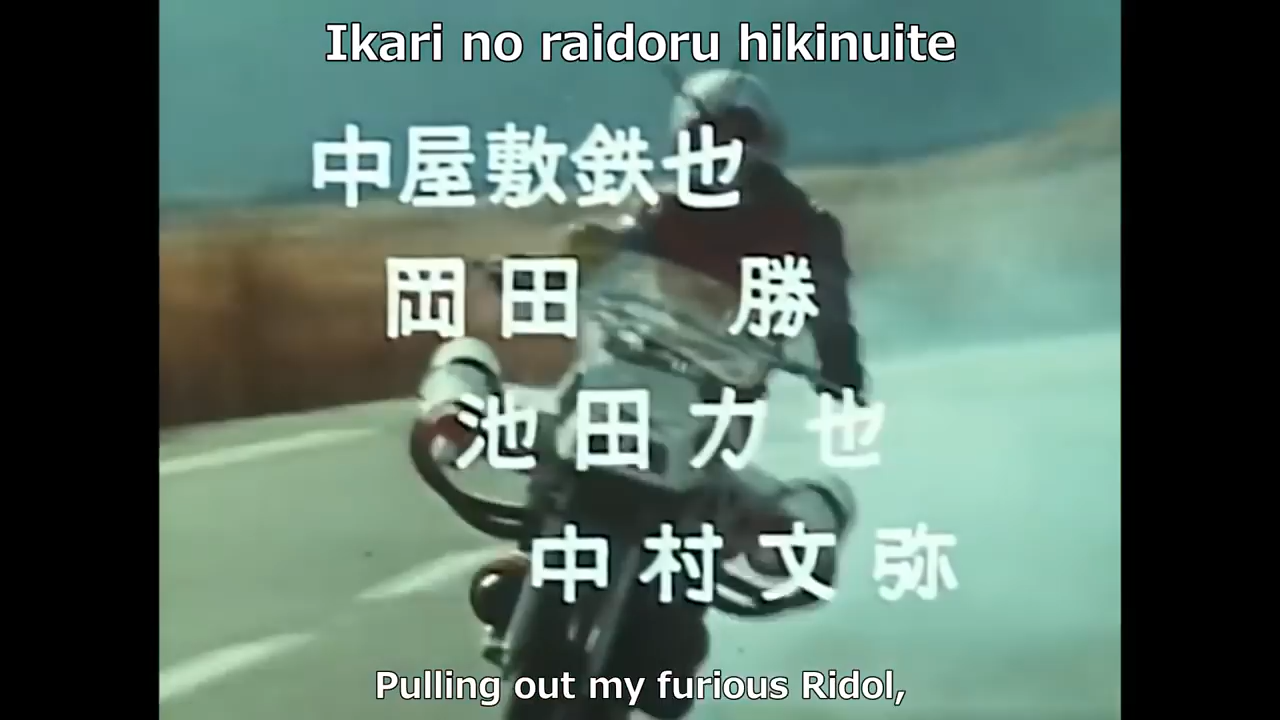 Ikari no raidoru hikinuite
中屋敷鉄也
岡田 勝
池田力也
中村文弥
Pulling out my furious Ridol,